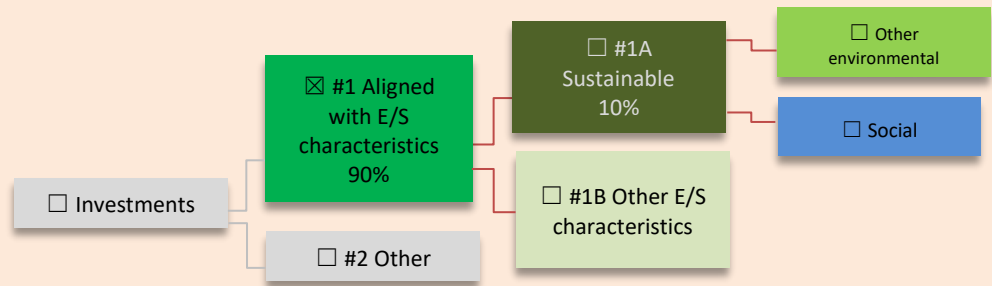 ☐ Investments
☒ #1 Aligned
with E/S
characteristics
90%
☐ #2 Other
☐ #1A
Sustainable
10%
☐ #1B Other E/S
characteristics
☐ Other
environmental
☐ Social